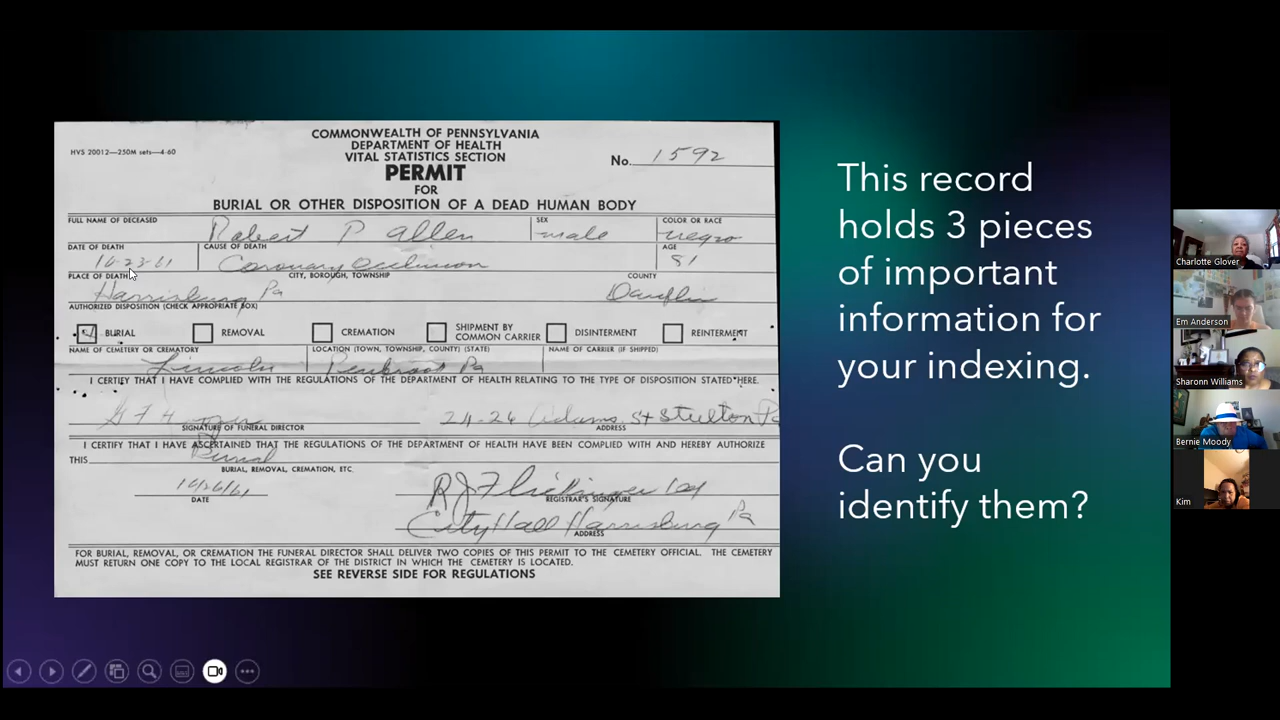 COMMONWEALTH OF PENNSYLVANIA
DEPARTMENT OF HEALTH
VITAL STATISTICS SECTION
HVS 20012—250M sets—4-60
No. 1592
PERMIT
FOR
BURIAL OR OTHER DISPOSITION OF A DEAD HUMAN BODY
FULL NAME OF DECEASED SEX COLOR OR RACE
Robert P Allen male negro
DATE OF DEATH CAUSE OF DEATH AGE
10-23-61 Coronary Occlusion 81
PLACE OF DEATH CITY, BOROUGH, TOWNSHIP COUNTY
Harrisburg Pa Dauphin
AUTHORIZED DISPOSITION (CHECK APPROPRIATE BOX)
BURIAL REMOVAL CREMATION SHIPMENT BY COMMON CARRIER DISINTERMENT REINTERMENT
NAME OF CEMETERY OR CREMATORY LOCATION (TOWN, TOWNSHIP, COUNTY) (STATE) NAME OF CARRIER (IF SHIPPED)
Lincoln Penbrook Pa
I CERTIFY THAT I HAVE COMPLIED WITH THE REGULATIONS OF THE DEPARTMENT OF HEALTH RELATING TO THE TYPE OF DISPOSITION STATED HERE.
24-26 Adams St Steelton Pa
SIGNATURE OF FUNERAL DIRECTOR ADDRESS
I CERTIFY THAT I HAVE ASCERTAINED THAT THE REGULATIONS OF THE DEPARTMENT OF HEALTH HAVE BEEN COMPLIED WITH AND HEREBY AUTHORIZE
THIS Burial
BURIAL, REMOVAL, CREMATION, ETC.
10/26/61
DATE
REGISTRAR'S SIGNATURE
City Hall Harrisburg Pa
ADDRESS
FOR BURIAL, REMOVAL, OR CREMATION THE FUNERAL DIRECTOR SHALL DELIVER TWO COPIES OF THIS PERMIT TO THE CEMETERY OFFICIAL. THE CEMETERY
MUST RETURN ONE COPY TO THE LOCAL REGISTRAR OF THE DISTRICT IN WHICH THE CEMETERY IS LOCATED.
SEE REVERSE SIDE FOR REGULATIONS
This record
holds 3 pieces
of important
information for
your indexing.
Can you
identify them?
Charlotte Glover
Em Anderson
Sharonn Williams
Bernie Moody
Kim